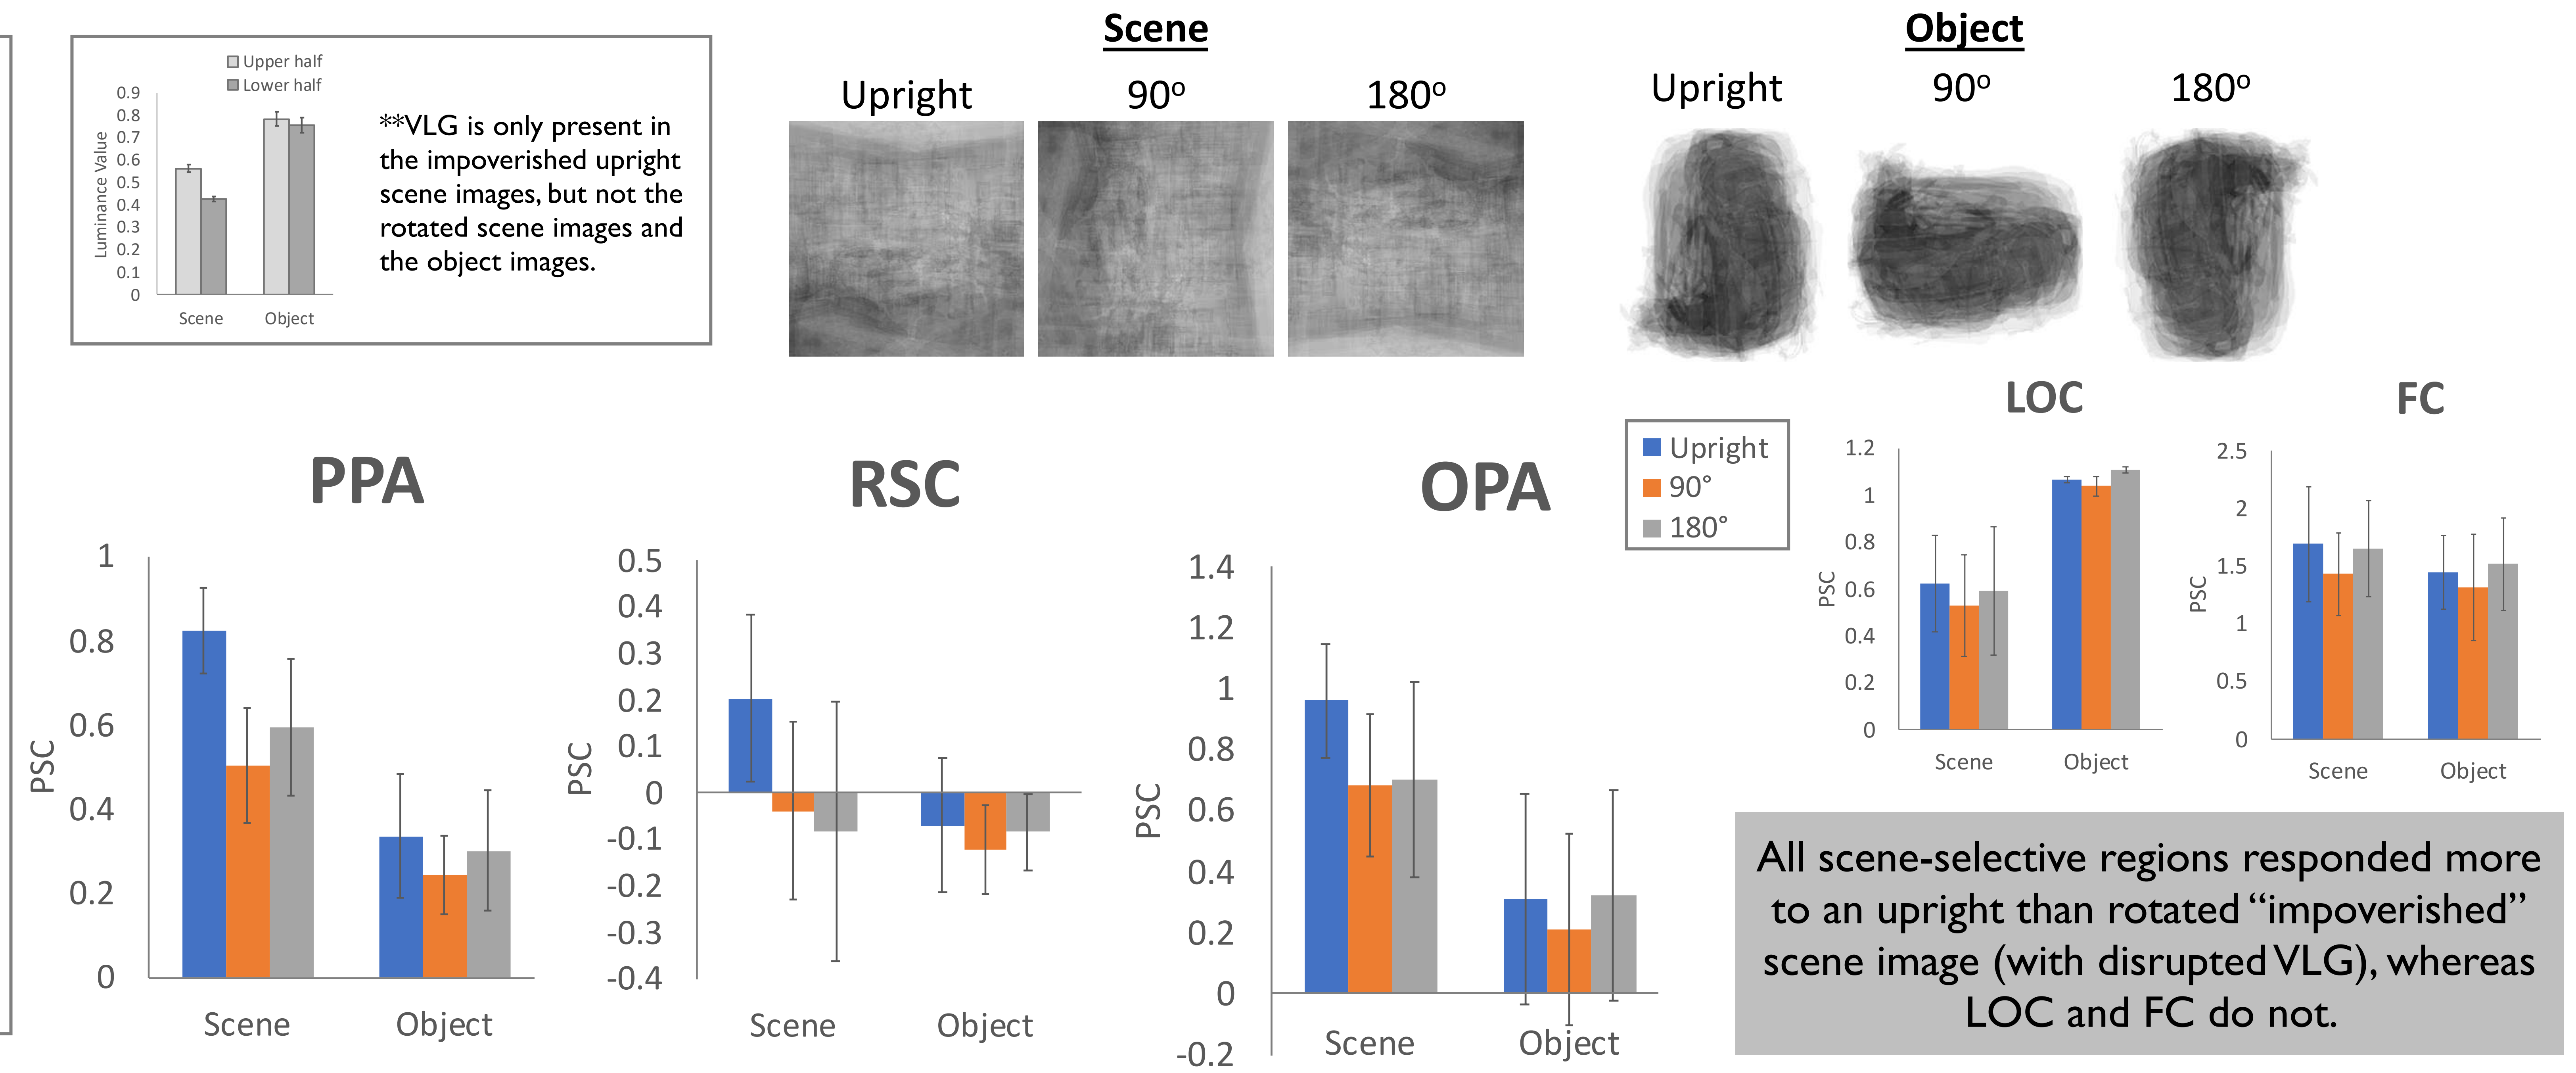 Upper half
Lower half
0.9
0.8
0.7
0.6
0.5
0.4
0.3
0.2
0.1
0
Luminance Value
Scene
Object
**VLG is only present in
the impoverished upright
scene images, but not the
rotated scene images and
the object images.
Scene
Upright
90º
180º
Object
Upright
90º
180º
PPA
1
0.8
0.6
0.4
0.2
0
PSC
Scene
Object
RSC
0.5
0.4
0.3
0.2
0.1
0
-0.1
-0.2
-0.3
-0.4
PSC
Scene
Object
OPA
1.4
1.2
1
0.8
0.6
0.4
0.2
0
-0.2
PSC
Scene
Object
Upright
90°
180°
LOC
1.2
1
0.8
0.6
0.4
0.2
0
PSC
Scene
Object
FC
2.5
2
1.5
1
0.5
0
PSC
Scene
Object
All scene-selective regions responded more
to an upright than rotated “impoverished”
scene image (with disrupted VLG), whereas
LOC and FC do not.